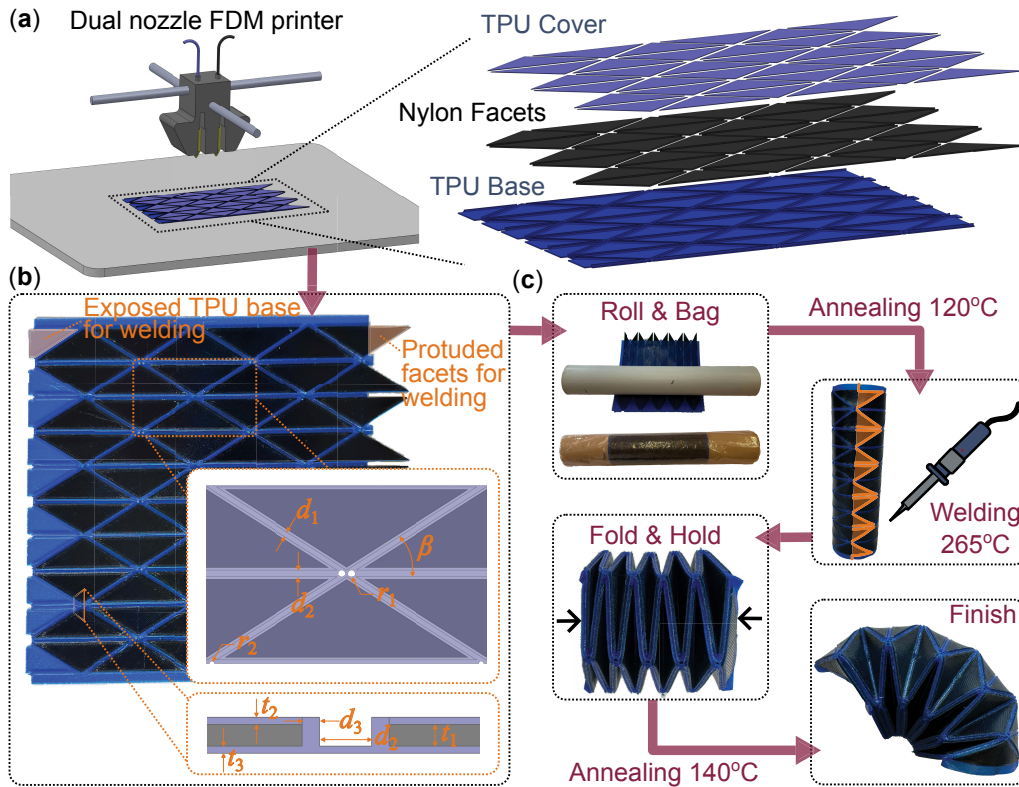 (a)
Dual nozzle FDM printer
TPU Cover
Nylon Facets
TPU Base
(b)
Exposed TPU base
for welding
Protuded
facets for
welding
d1
β
d2
r1
r2
t2
d3
d2
t1
t3
(c)
Roll & Bag
Annealing 120°C
Welding
265°C
Fold & Hold
Finish
Annealing 140°C